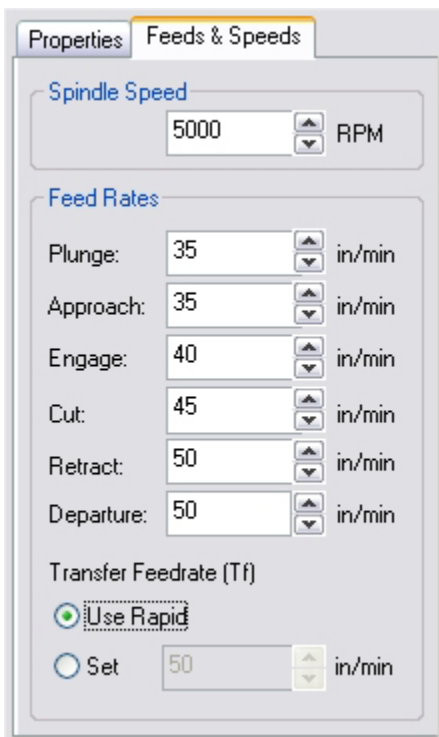 Properties Feeds & Speeds
Spindle Speed
5000 RPM
Feed Rates
Plunge: 35 in/min
Approach: 35 in/min
Engage: 40 in/min
Cut: 45 in/min
Retract: 50 in/min
Departure: 50 in/min
Transfer Feedrate (Tf)
Use Rapid
Set 50 in/min